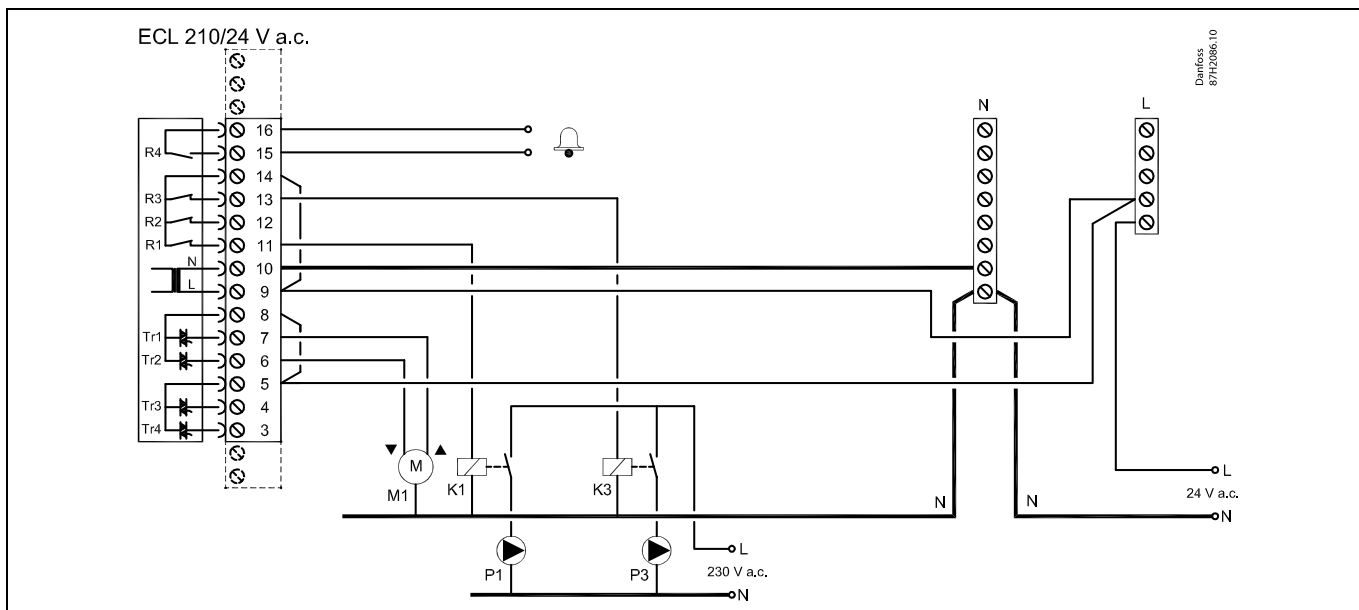 ECL 210/24 V a.c.
Danfoss
87H2086.10
N
L
16
R4
15
14
R3
13
R2
12
R1
11
N
10
L
9
8
Tr1
7
Tr2
6
5
Tr3
4
Tr4
3
M
M1
K1
K3
N
N
L
24 V a.c.
N
P1
P3
L
230 V a.c.
N